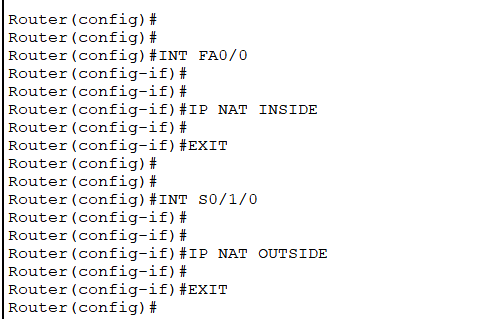 Router(config)#
Router(config)#
Router(config)#INT FA0/0
Router(config-if)#
Router(config-if)#
Router(config-if)#IP NAT INSIDE
Router(config-if)#
Router(config-if)#EXIT
Router(config)#
Router(config)#
Router(config)#INT S0/1/0
Router(config-if)#
Router(config-if)#
Router(config-if)#IP NAT OUTSIDE
Router(config-if)#
Router(config-if)#EXIT
Router(config)#